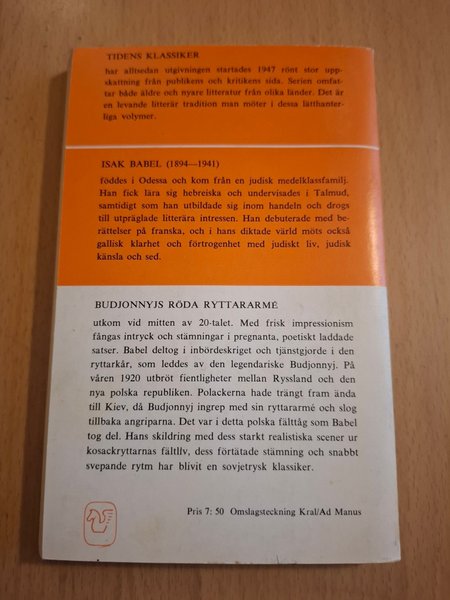 TIDENS KLASSIKER
har alltsedan utgivningen startades 1947 rönt stor upp-
skattning från publikens och kritikens sida. Serien omfat-
tar både äldre och nyare litteratur från olika länder. Det är
en levande litterär tradition man möter i dessa lätthanter-
liga volymer.
ISAK BABEL (1894—1941)
föddes i Odessa och kom från en judisk medelklassfamilj.
Han fick lära sig hebreiska och undervisades i Talmud,
samtidigt som han utbildade sig inom handeln och drogs
till utpräglade litterära intressen. Han debuterade med be-
rättelser på franska, och i hans diktade värld möts också
gallisk klarhet och förtrogenhet med judiskt liv, judisk
känsla och sed.
BUDJONNYJS RÖDA RYTTARARMÉ
utkom vid mitten av 20-talet. Med frisk impressionism
fångas intryck och stämningar i pregnanta, poetiskt laddade
satser. Babel deltog i inbördeskriget och tjänstgjorde i den
ryttarkår, som leddes av den legendariske Budjonnyj. På
våren 1920 utbröt fientligheter mellan Ryssland och den
nya polska republiken. Polackerna hade trängt fram ända
till Kiev, då Budjonnyj ingrep med sin ryttararmé och slog
tillbaka angriparna. Det var i detta polska fälttåg som Babel
tog del. Hans skildring med dess starkt realistiska scener ur
kosackryttarnas fältllv, dess förtätade stämning och snabbt
svepande rytm har blivit en sovjetrysk klassiker.
Pris 7: 50 Omslagsteckning Kral/Ad Manus